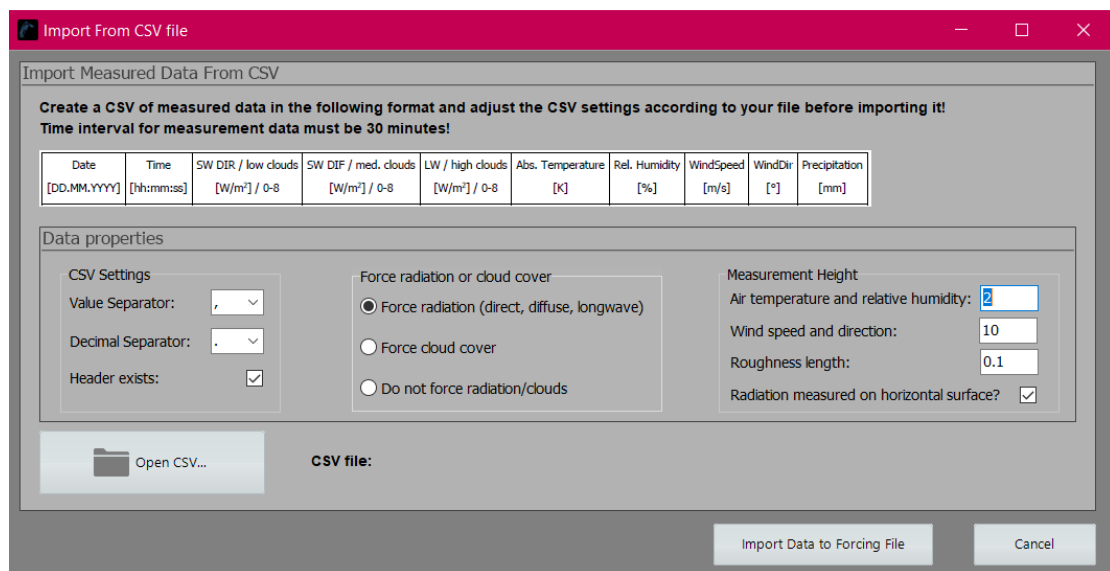 Import From CSV file
Import Measured Data From CSV
Create a CSV of measured data in the following format and adjust the CSV settings according to your file before importing it!
Time interval for measurement data must be 30 minutes!
Date Time SW DIR / low clouds SW DIF / med. clouds LW / high clouds Abs. Temperature Rel. Humidity WindSpeed WindDir Precipitation
[DD.MM.YYYY] [hh:mm:ss] [W/m²] / 0-8 [W/m²] / 0-8 [W/m²] / 0-8 [K] [%] [m/s] [°] [mm]
Data properties
CSV Settings
Value Separator: ,
Decimal Separator: .
Header exists:
Force radiation or cloud cover
Force radiation (direct, diffuse, longwave)
Force cloud cover
Do not force radiation/clouds
Measurement Height
Air temperature and relative humidity: 2
Wind speed and direction: 10
Roughness length: 0.1
Radiation measured on horizontal surface?
Open CSV...
CSV file:
Import Data to Forcing File
Cancel